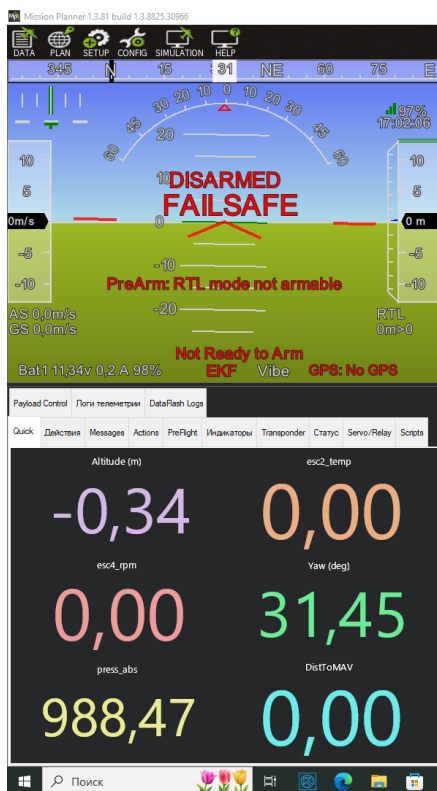 Mission Planner 1.3.81 build 1.3.8825.30966
DATA PLAN SETUP CONFIG SIMULATION HELP
345 N 15 31 NE 60 75 E
60 45 30 20 10 0 10 20 30 45 60
97%
17:02:06
20
10 10
10
DISARMED
5 5
FAILSAFE
0m/s 0 0 m
-5 -5
-10
-10 PreArm: RTL mode not armable -10
-20
AS 0,0m/s RTL
GS 0,0m/s 0m>0
Not Ready to Arm
Bat1 11,34v 0,2 A 98% EKF Vibe GPS: No GPS
Payload Control Логи телеметрии DataFlash Logs
Quick Действия Messages Actions PreFlight Индикаторы Transponder Статус Servo/Relay Scripts
Altitude (m) esc2_temp
-0,34 0,00
esc4_rpm Yaw (deg)
0,00 31,45
press_abs DistToMAV
988,47 0,00
Поиск